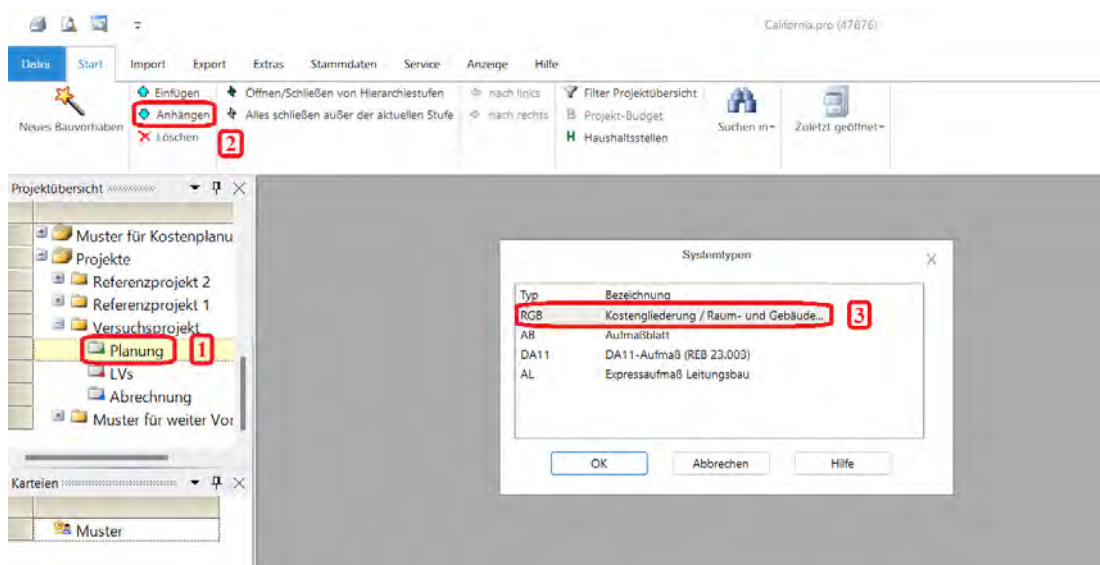 California.pro (47876)
Datei Start Import Export Extras Stammdaten Service Anzeige Hilfe
Neues Bauvorhaben
Einfügen
Anhängen
Löschen
2
Öffnen/Schließen von Hierarchiestufen
Alles schließen außer der aktuellen Stufe
nach links
nach rechts
Filter Projektübersicht
B Projekt-Budget
H Haushaltsstellen
Suchen in
Zuletzt geöffnet
Projektübersicht
Muster für Kostenplanu
Projekte
Referenzprojekt 2
Referenzprojekt 1
Versuchsprojekt
Planung 1
LVs
Abrechnung
Muster für weiter Vor
Karteien
Muster
Systemtypen
Typ Bezeichnung
RGB Kostengliederung / Raum- und Gebäude... 3
AB Aufmaßblatt
DA11 DA11-Aufmaß (REB 23.003)
AL Expressaufmaß Leitungsbau
OK Abbrechen Hilfe